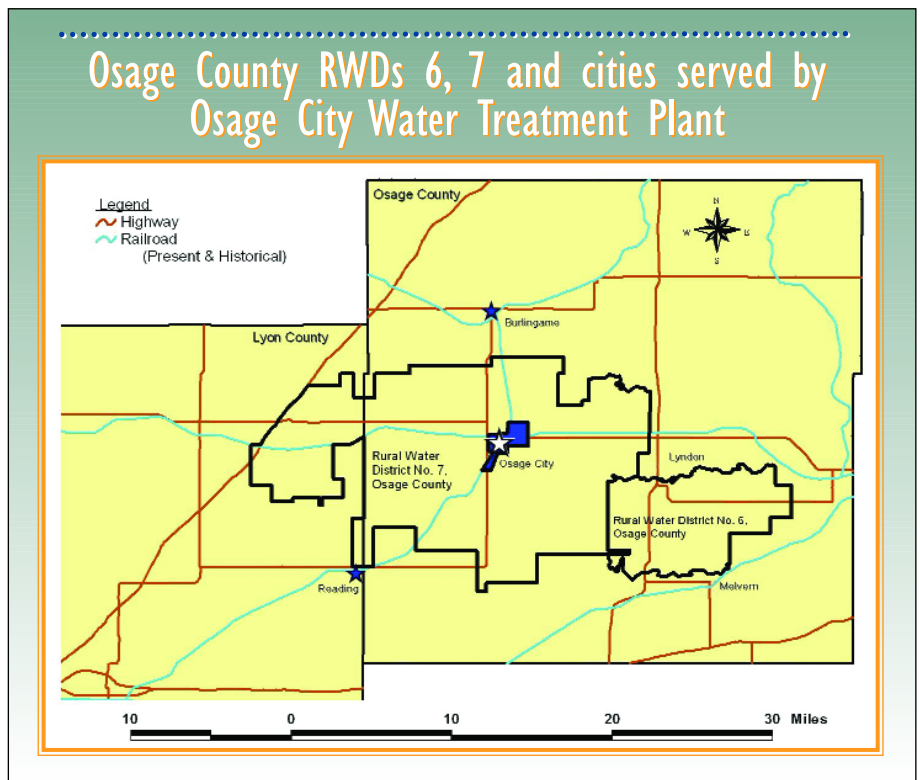 Osage County RWDs 6, 7 and cities served by
Osage City Water Treatment Plant
Osage County
Legend
Highway
Railroad
(Present & Historical)
N
W
E
S
Lyon County
Burlingame
Rural Water
District No. 7,
Osage County
Osage City
Lyndon
Rural Water District No. 6,
Osage County
Reading
Melvern
10 0 10 20 30 Miles